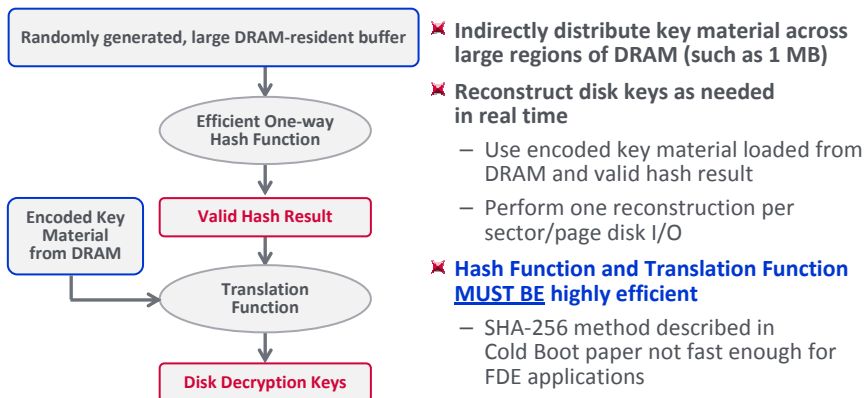 Randomly generated, large DRAM-resident buffer
Efficient One-way
Hash Function
Valid Hash Result
Encoded Key
Material
from DRAM
Translation
Function
Disk Decryption Keys
Indirectly distribute key material across
large regions of DRAM (such as 1 MB)
Reconstruct disk keys as needed
in real time
– Use encoded key material loaded from
DRAM and valid hash result
– Perform one reconstruction per
sector/page disk I/O
Hash Function and Translation Function
MUST BE highly efficient
– SHA-256 method described in
Cold Boot paper not fast enough for
FDE applications